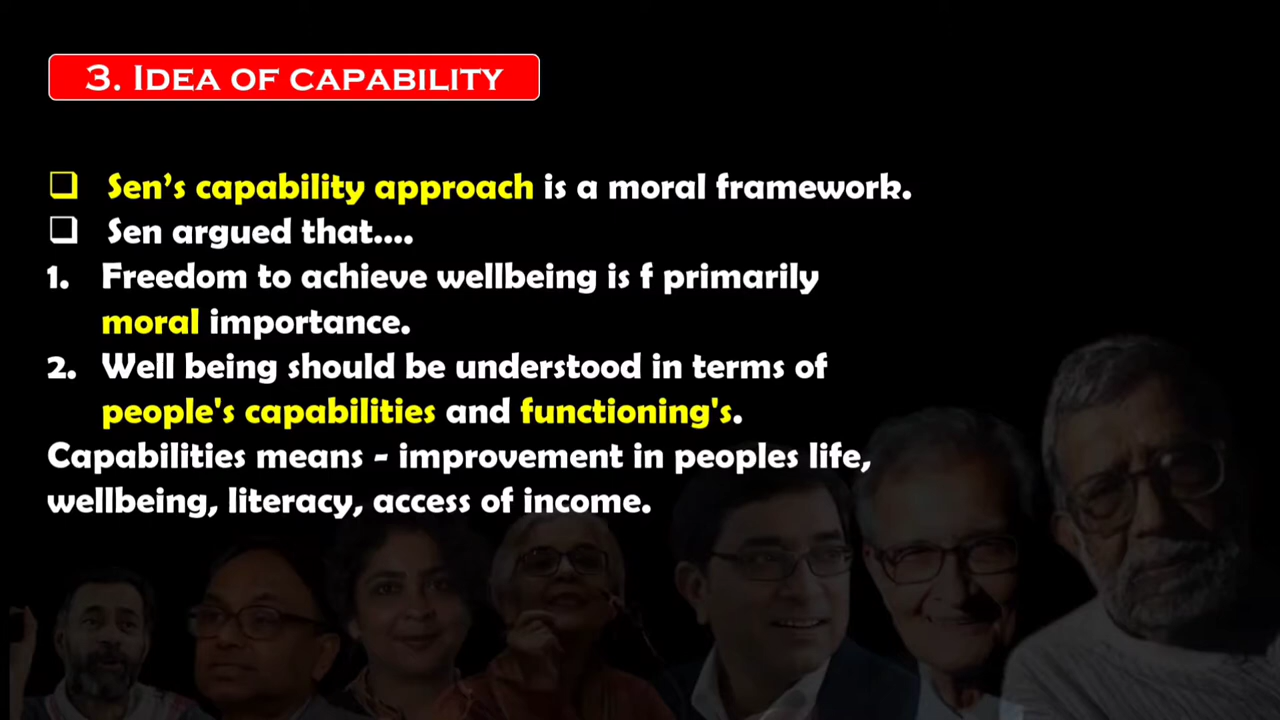 3. Idea of capability
❑ Sen’s capability approach is a moral framework.
❑ Sen argued that....
1. Freedom to achieve wellbeing is f primarily
moral importance.
2. Well being should be understood in terms of
people's capabilities and functioning's.
Capabilities means - improvement in peoples life,
wellbeing, literacy, access of income.